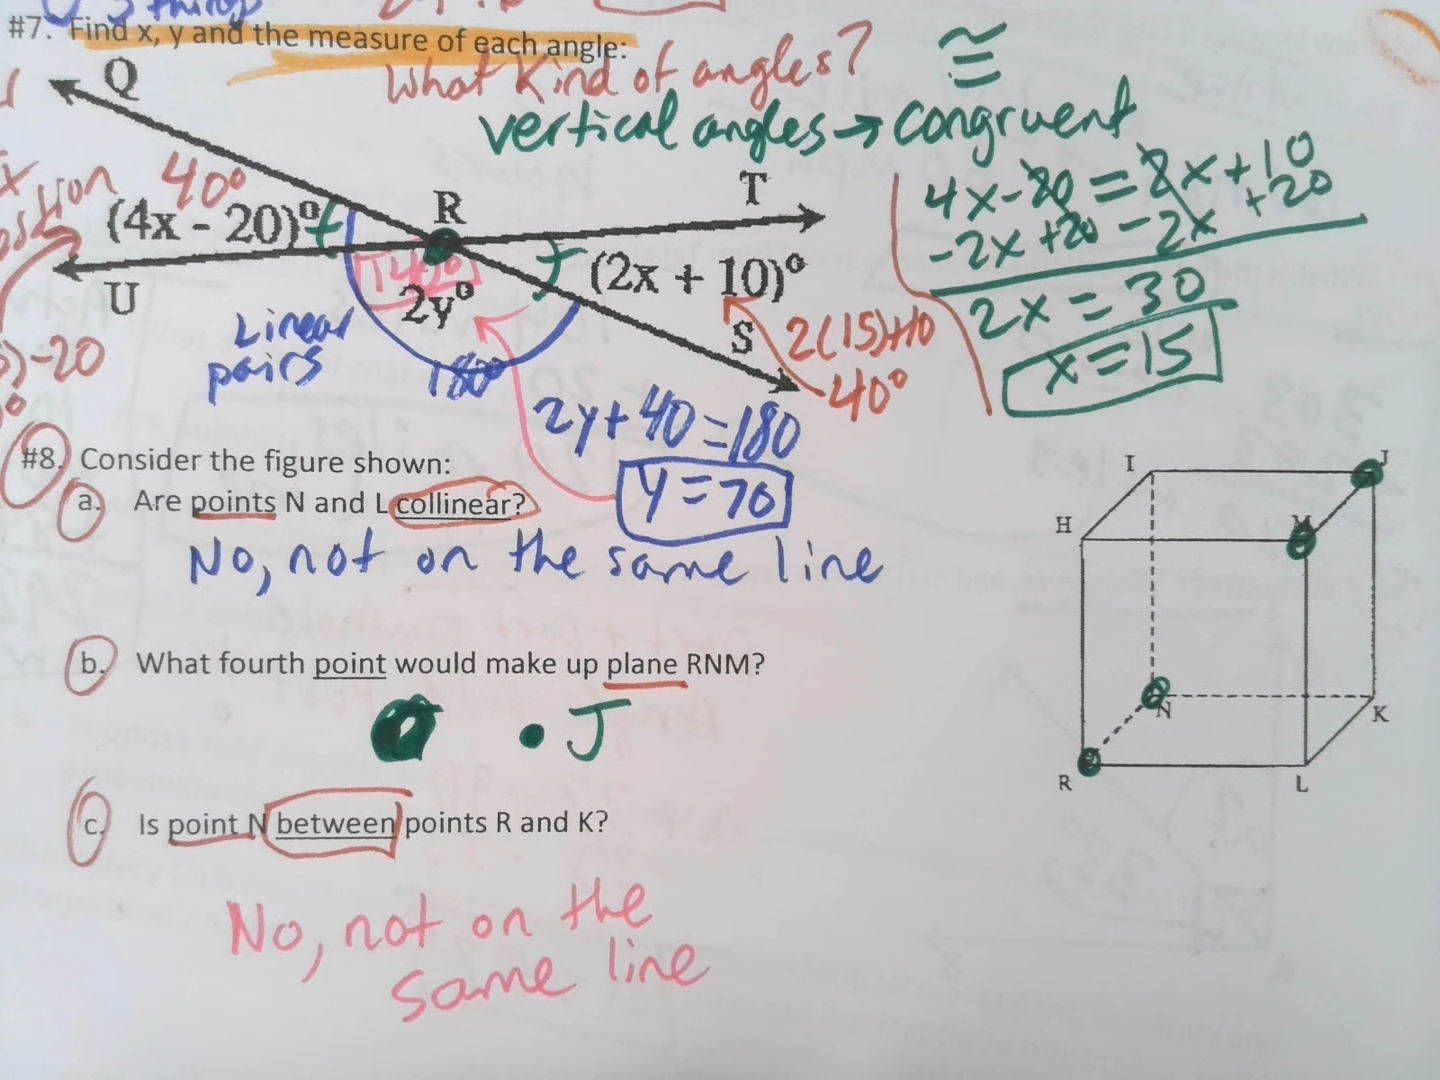 3 things
#7. Find x, y and the measure of each angle:
What kind of angles?
≅
vertical angles → congruent
Q
40°
(4x - 20)°
R
T
4x-20 = 2x+10
-2x +20 -2x +20
2x = 30
x = 15
U
140°
2y°
(2x + 10)°
S
2(15)+10
40°
Linear
pairs
180°
)-20
2y + 40 = 180
y = 70
#8. Consider the figure shown:
a. Are points N and L collinear?
No, not on the same line
b. What fourth point would make up plane RNM?
• J
c. Is point N between points R and K?
No, not on the
same line
I
J
H
M
N
K
R
L